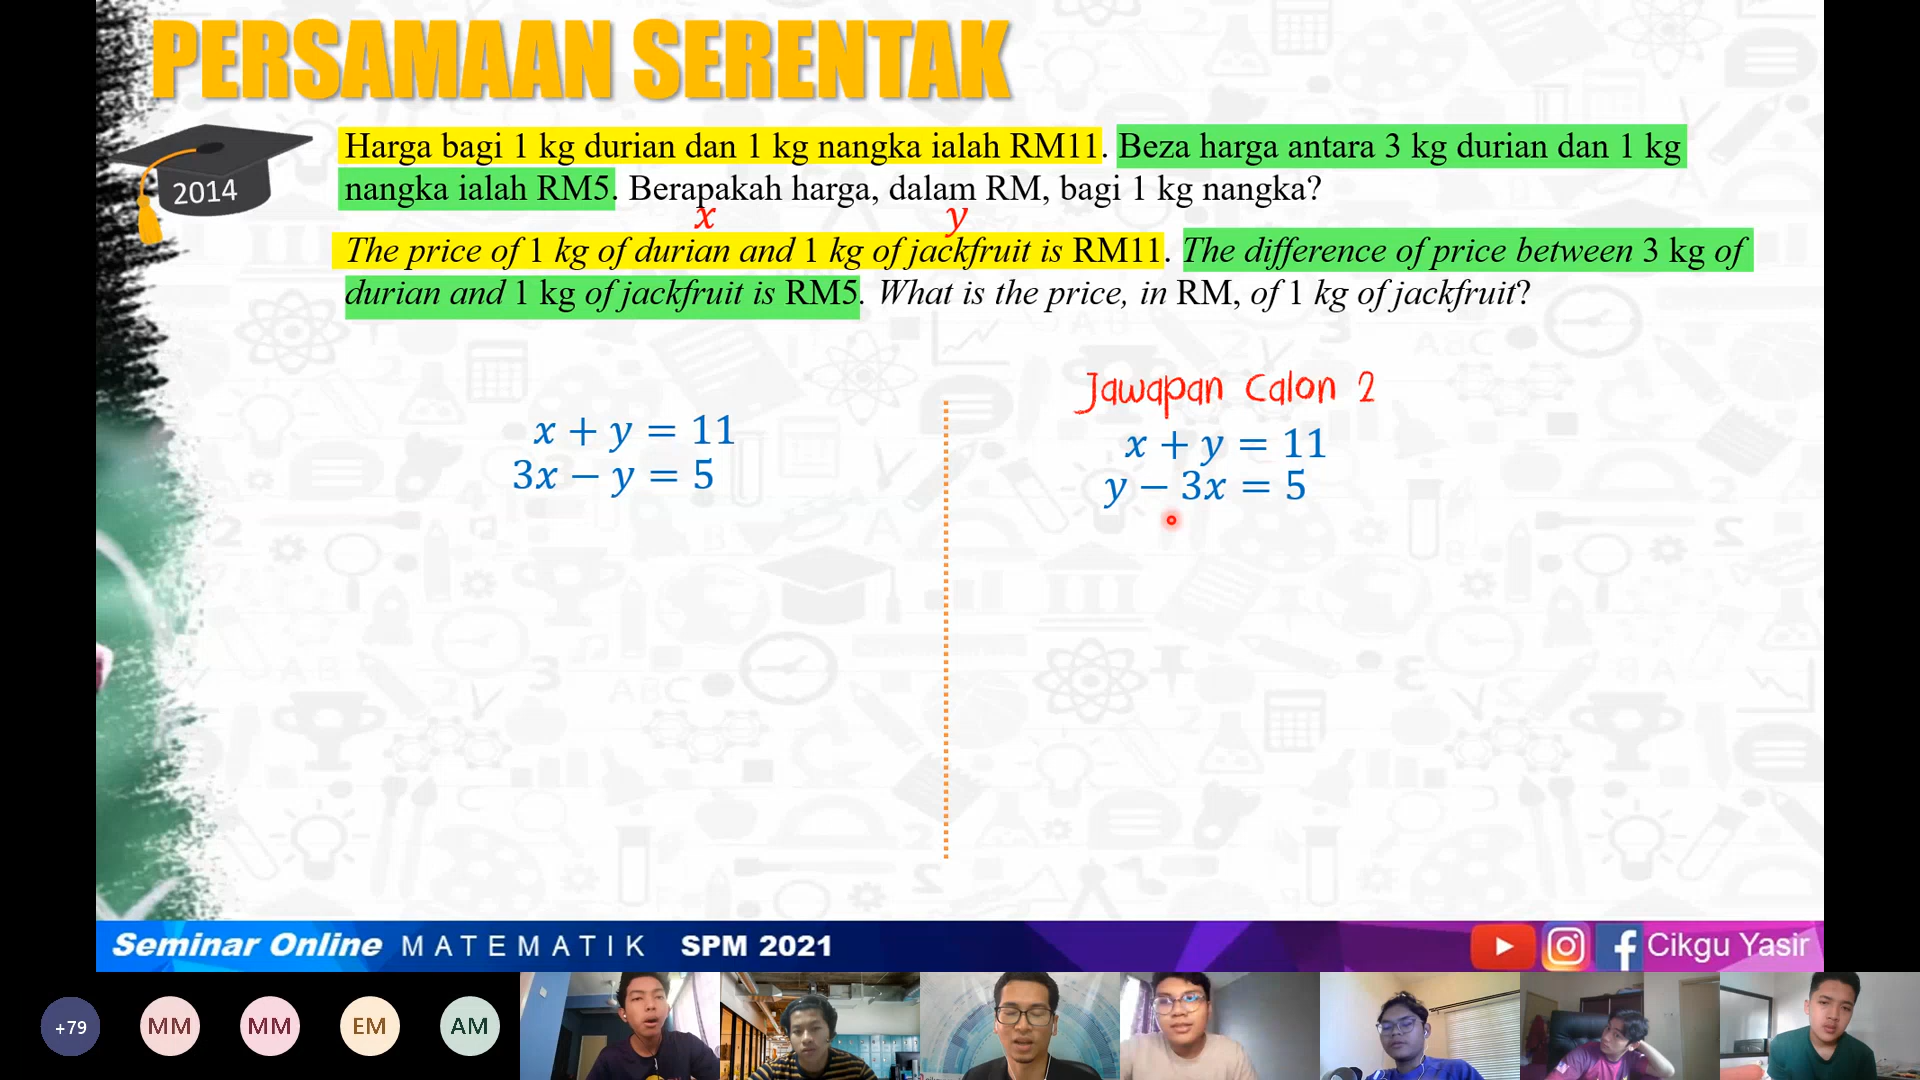 PERSAMAAN SERENTAK
2014
Harga bagi 1 kg durian dan 1 kg nangka ialah RM11. Beza harga antara 3 kg durian dan 1 kg
nangka ialah RM5. Berapakah harga, dalam RM, bagi 1 kg nangka?
x y
The price of 1 kg of durian and 1 kg of jackfruit is RM11. The difference of price between 3 kg of
durian and 1 kg of jackfruit is RM5. What is the price, in RM, of 1 kg of jackfruit?
x + y = 11
3x − y = 5
Jawapan Calon 2
x + y = 11
y − 3x = 5
Seminar Online MATEMATIK SPM 2021
Cikgu Yasir
+79 MM MM EM AM